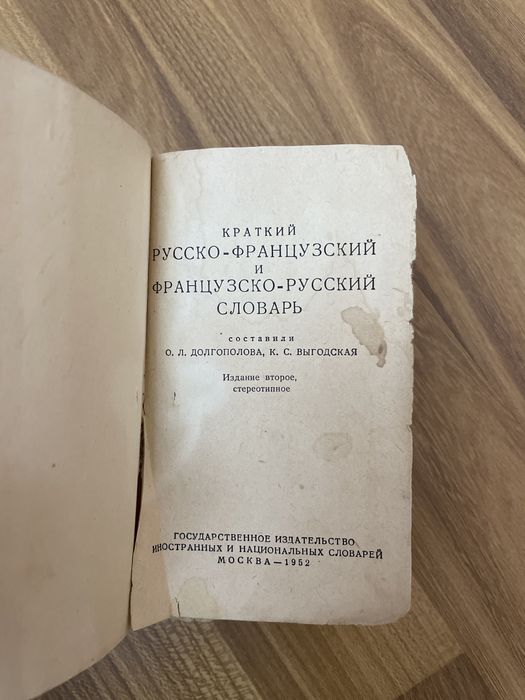 КРАТКИЙ
РУССКО-ФРАНЦУЗСКИЙ
И
ФРАНЦУЗСКО-РУССКИЙ
СЛОВАРЬ
составили
О. Л. ДОЛГОПОЛОВА, К. С. ВЫГОДСКАЯ
Издание второе,
стереотипное
ГОСУДАРСТВЕННОЕ ИЗДАТЕЛЬСТВО
ИНОСТРАННЫХ И НАЦИОНАЛЬНЫХ СЛОВАРЕЙ
МОСКВА—1952